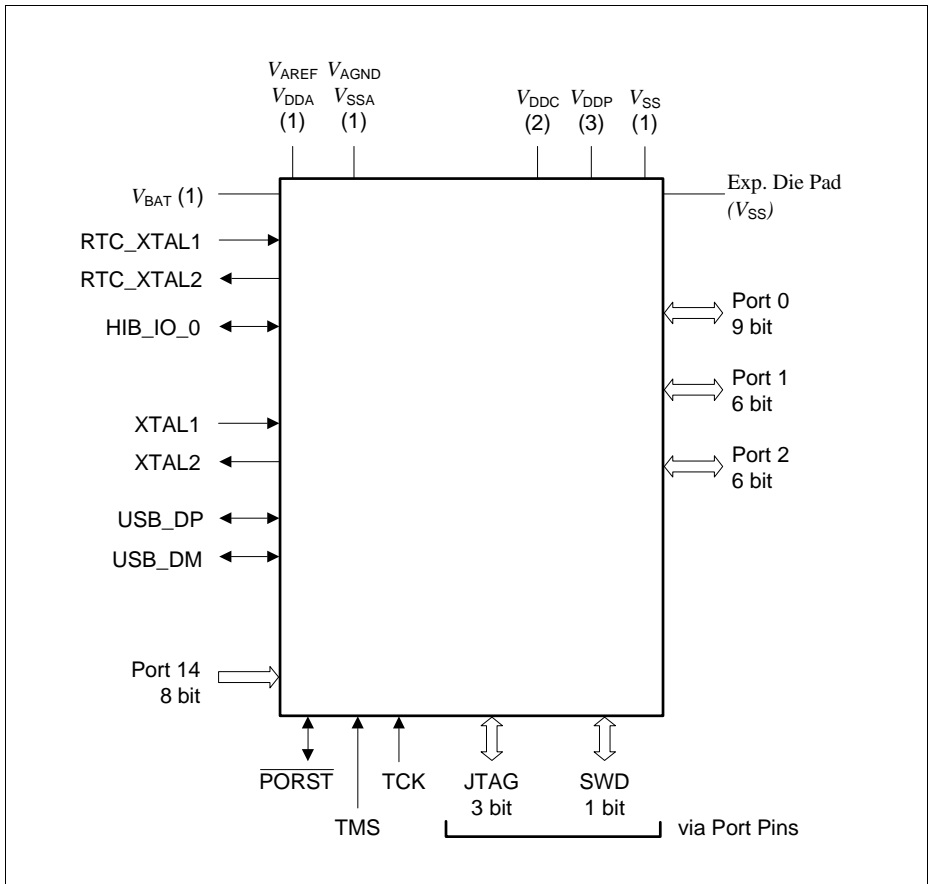 VAREF
VDDA
(1)
VAGND
VSSA
(1)
VDDC
(2)
VDDP
(3)
VSS
(1)
VBAT (1)
Exp. Die Pad
(VSS)
RTC_XTAL1
RTC_XTAL2
HIB_IO_0
Port 0
9 bit
Port 1
6 bit
XTAL1
XTAL2
Port 2
6 bit
USB_DP
USB_DM
Port 14
8 bit
PORST
TMS
TCK
JTAG
3 bit
SWD
1 bit
via Port Pins